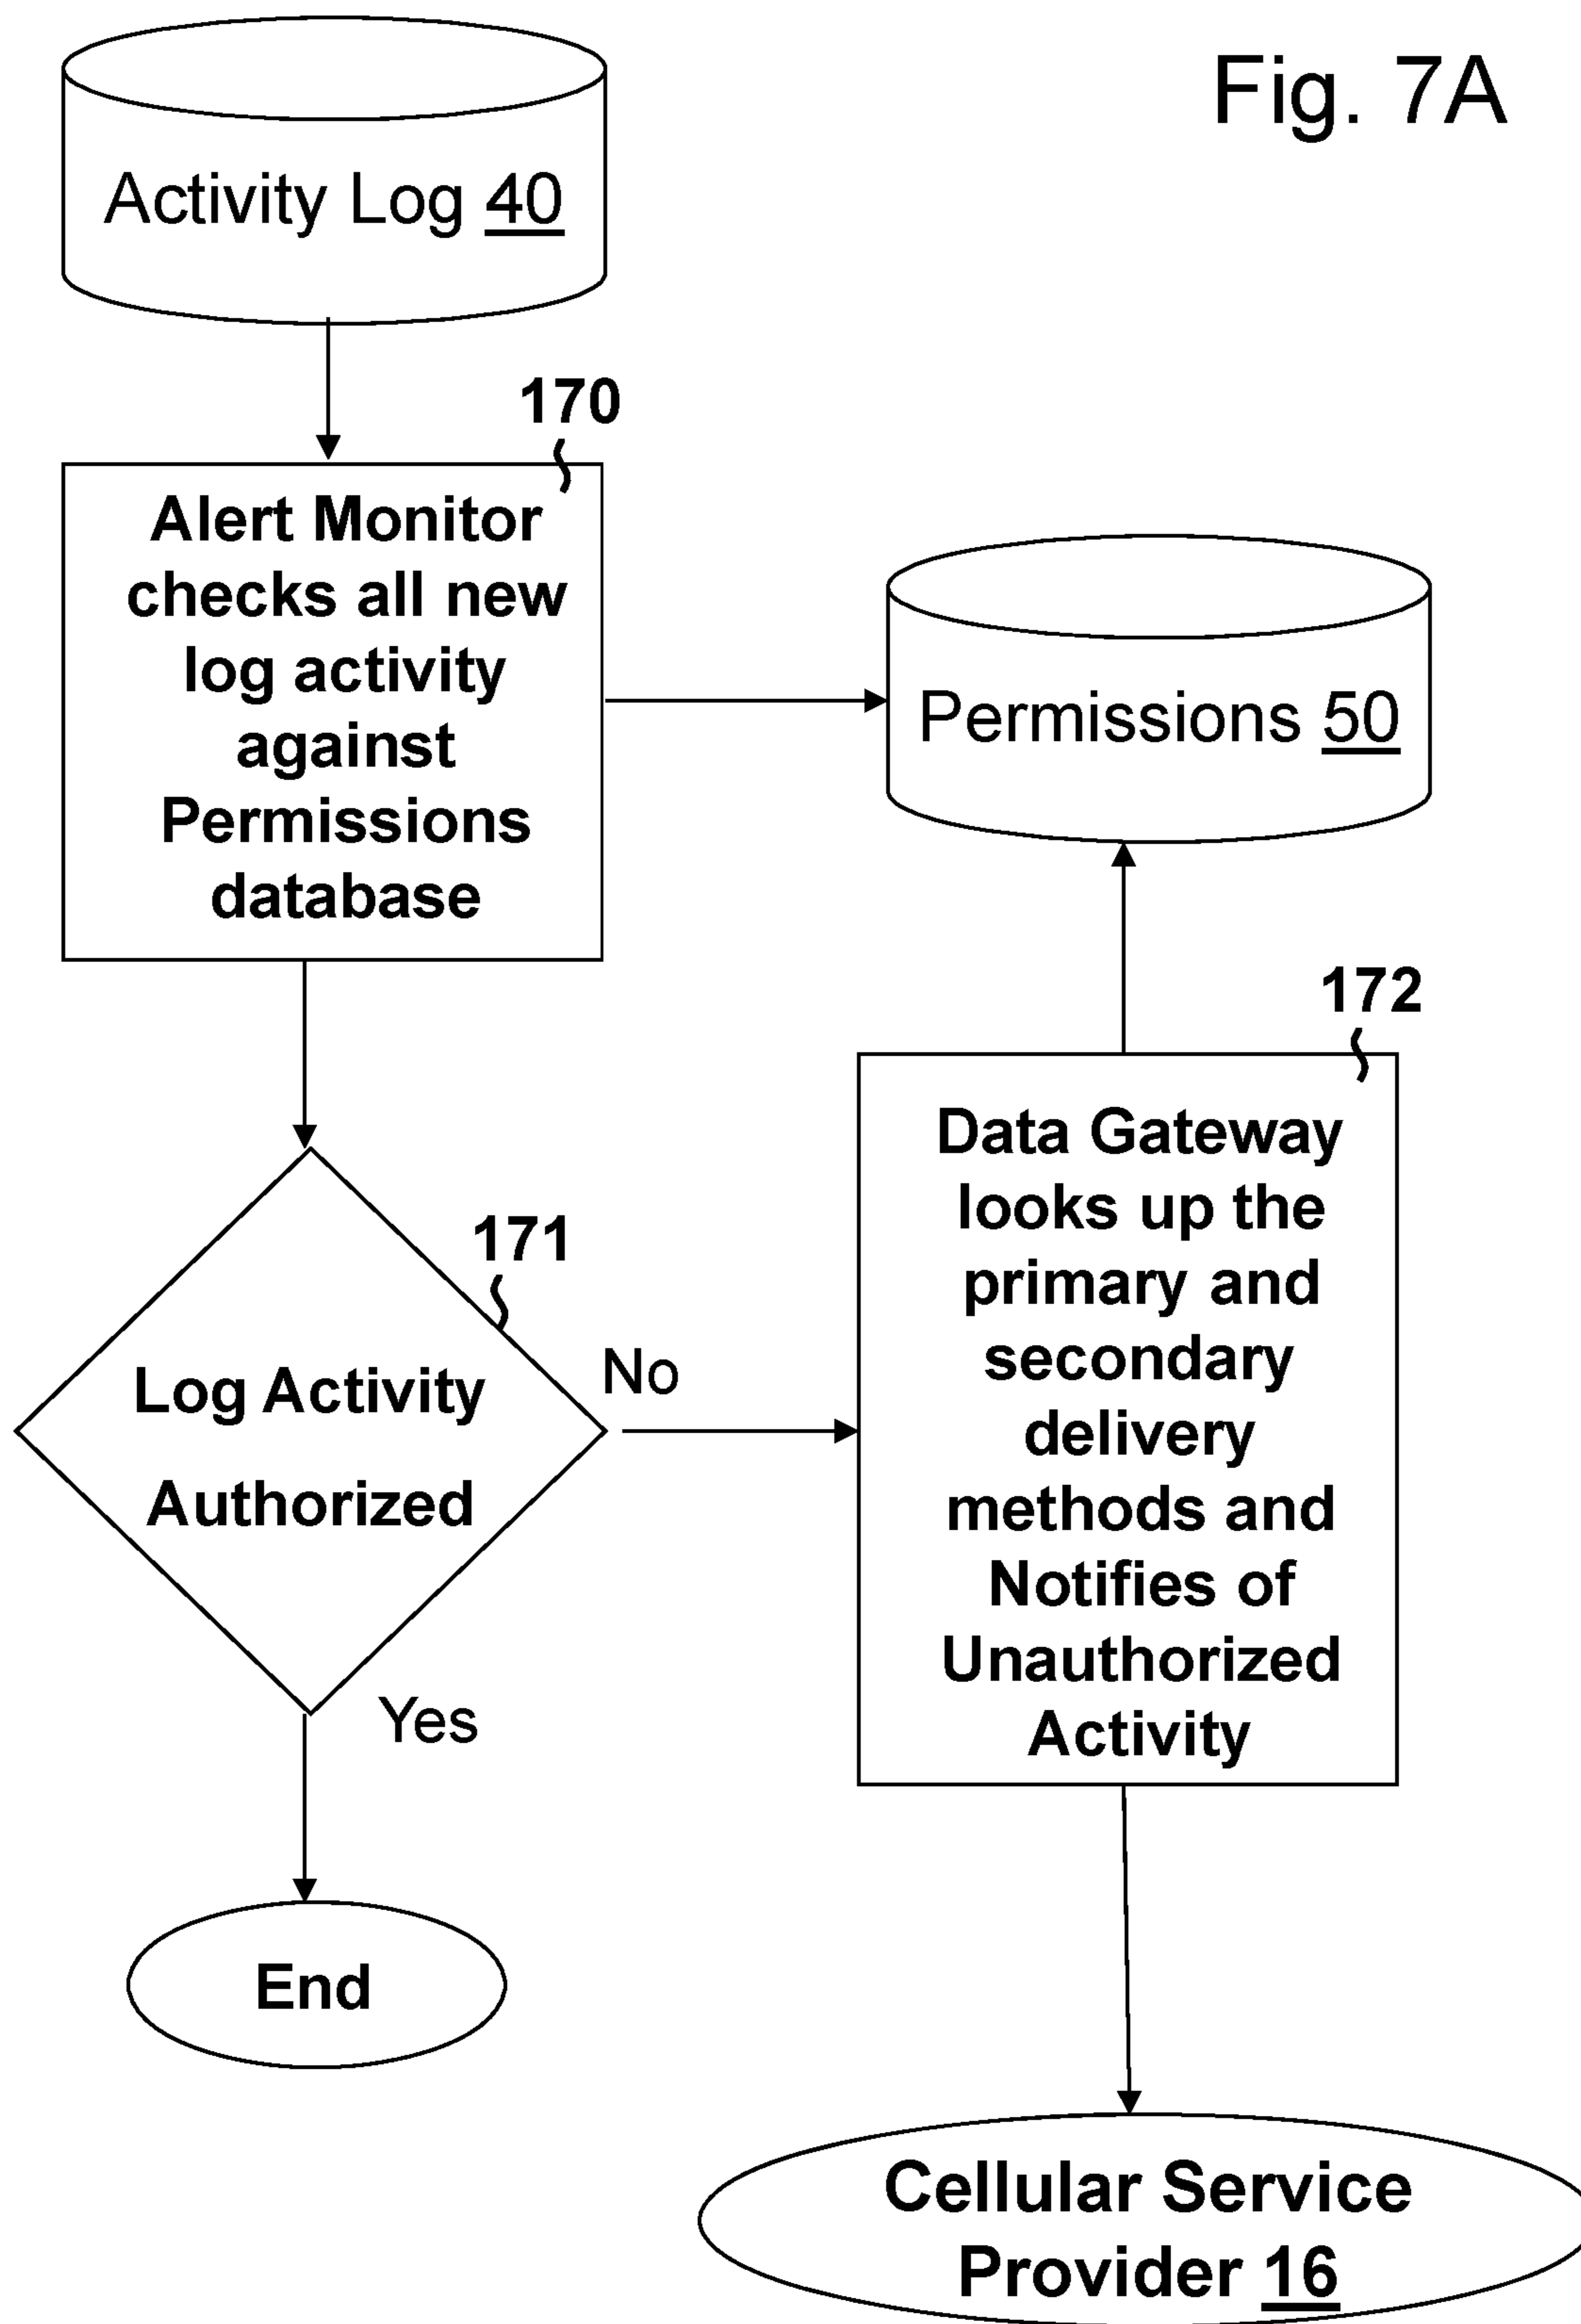 Fig. 7A
Activity Log 40
170
Alert Monitor
checks all new
log activity
against
Permissions
database
Permissions 50
172
Data Gateway
looks up the
primary and
secondary
delivery
methods and
Notifies of
Unauthorized
Activity
171
Log Activity
Authorized
No
Yes
End
Cellular Service
Provider 16